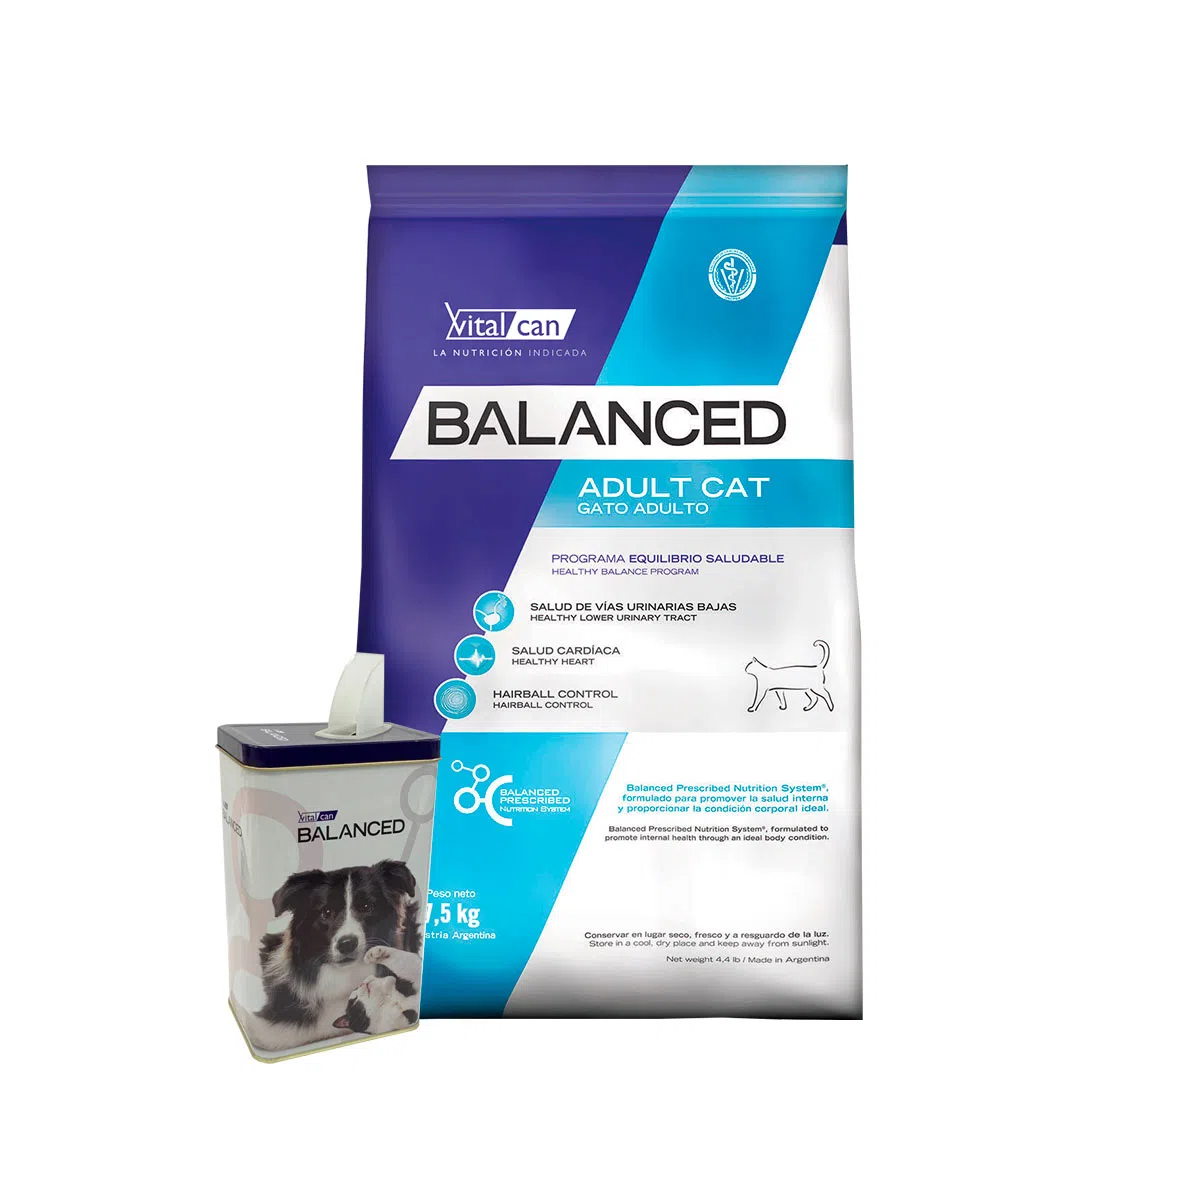 Vital can
LA NUTRICIÓN INDICADA
BALANCED
ADULT CAT
GATO ADULTO
PROGRAMA EQUILIBRIO SALUDABLE
HEALTHY BALANCE PROGRAM
SALUD DE VÍAS URINARIAS BAJAS
HEALTHY LOWER URINARY TRACT
SALUD CARDÍACA
HEALTHY HEART
HAIRBALL CONTROL
HAIRBALL CONTROL
BALANCED
PRESCRIBED
NUTRITION SYSTEM
Balanced Prescribed Nutrition System®,
formulado para promover la salud interna
y proporcionar la condición corporal ideal.
Balanced Prescribed Nutrition System®, formulated to
promote internal health through an ideal body condition.
Peso neto
7,5 kg
stria Argentina
Conservar en lugar seco, fresco y a resguardo de la luz.
Store in a cool, dry place and keep away from sunlight.
Net weight 4,4 lb / Made in Argentina
Vital can
BALANCED